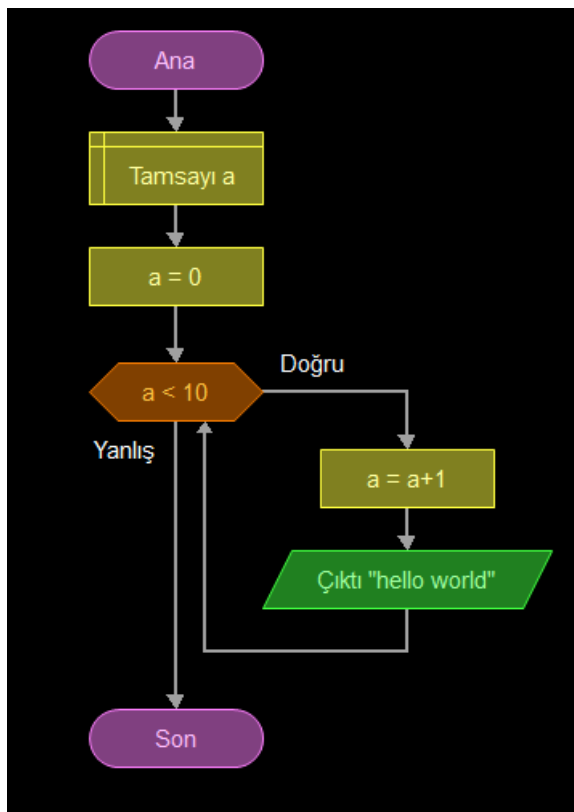 Ana
Tamsayı a
a = 0
a < 10
Doğru
Yanlış
a = a+1
Çıktı "hello world"
Son